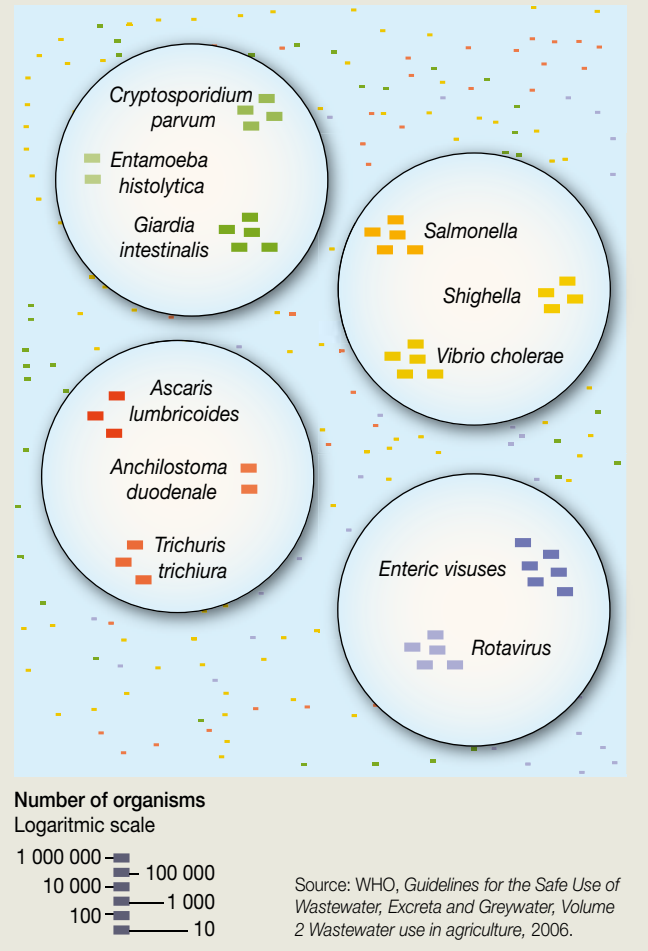 Cryptosporidium
parvum
Entamoeba
histolytica
Giardia
intestinalis
Salmonella
Shighella
Vibrio cholerae
Ascaris
lumbricoides
Anchilostoma
duodenale
Trichuris
trichiura
Enteric visuses
Rotavirus
Number of organisms
Logaritmic scale
1 000 000
100 000
10 000
1 000
100
10
Source: WHO, Guidelines for the Safe Use of
Wastewater, Excreta and Greywater, Volume
2 Wastewater use in agriculture, 2006.